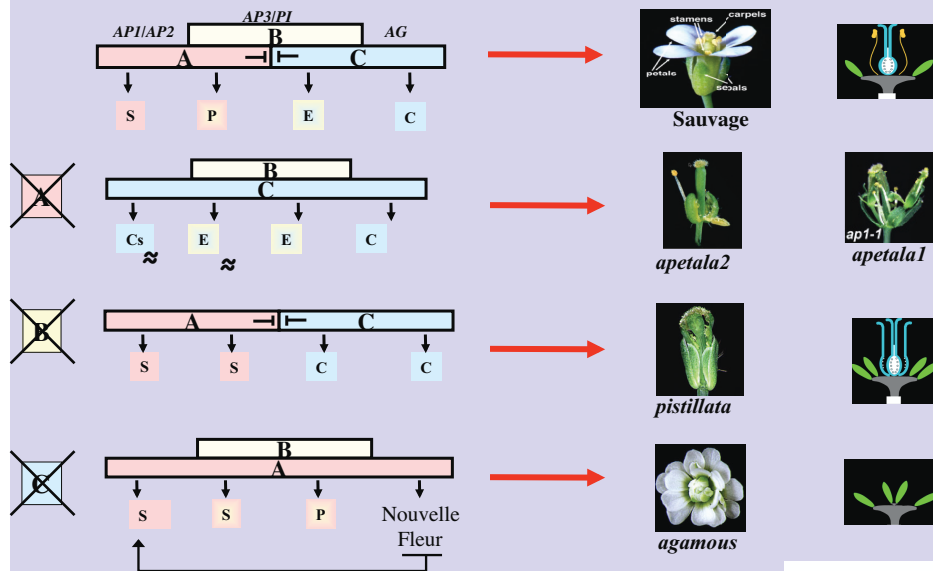 AP3/PI
AP1/AP2
B
AG
A
C
S
P
E
C
stamens
carpels
petals
sepals
Sauvage
A
B
C
Cs
E
E
C
≈
≈
apetala2
ap1-1
apetala1
B
A
C
S
S
C
C
pistillata
C
B
A
S
S
P
Nouvelle
Fleur
agamous